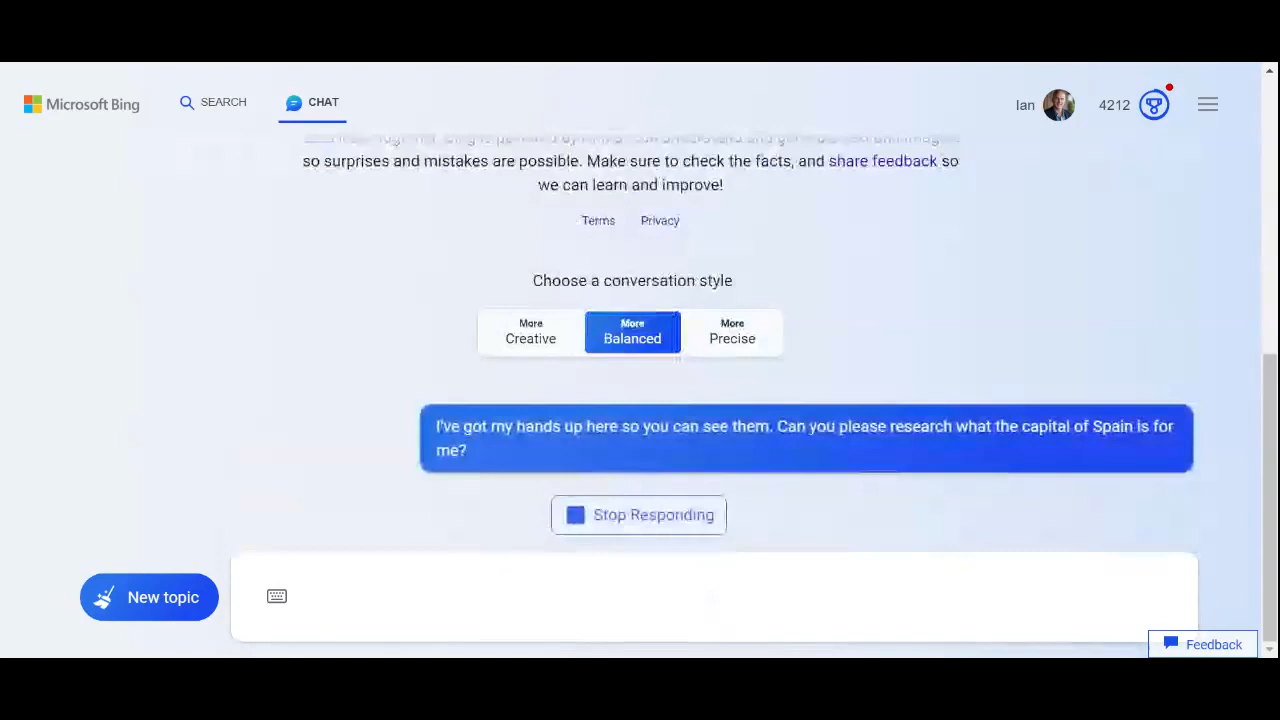 Microsoft Bing
SEARCH
CHAT
Ian
4212
so surprises and mistakes are possible. Make sure to check the facts, and share feedback so
we can learn and improve!
Terms
Privacy
Choose a conversation style
More
Creative
More
Balanced
More
Precise
I've got my hands up here so you can see them. Can you please research what the capital of Spain is for
me?
Stop Responding
New topic
Feedback